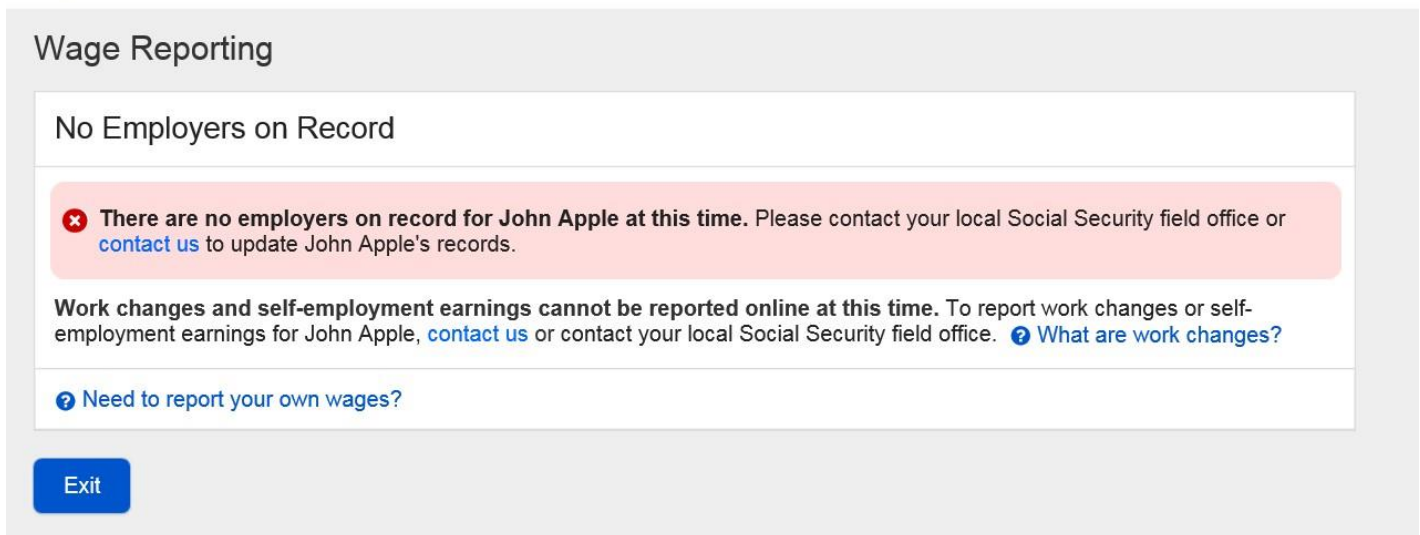 Wage Reporting
No Employers on Record
There are no employers on record for John Apple at this time. Please contact your local Social Security field office or
contact us to update John Apple's records.
Work changes and self-employment earnings cannot be reported online at this time. To report work changes or self-
employment earnings for John Apple, contact us or contact your local Social Security field office. What are work changes?
Need to report your own wages?
Exit